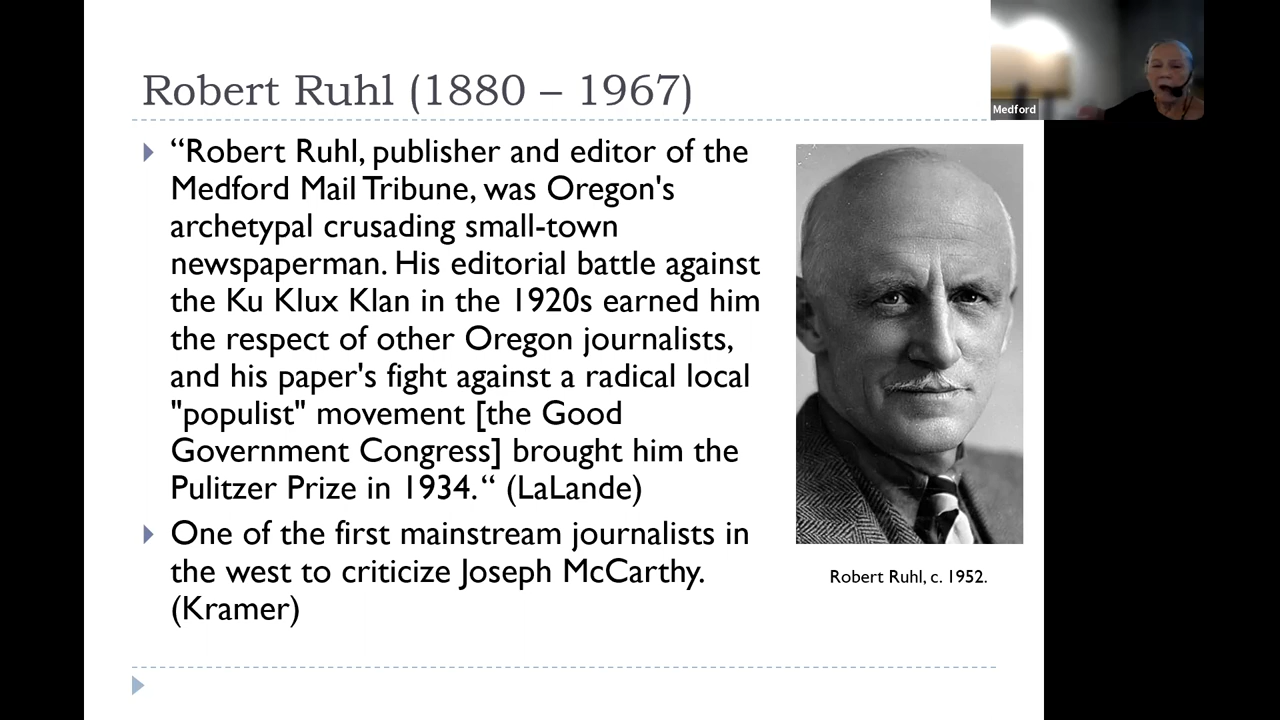 Robert Ruhl (1880 – 1967)
Medford
“Robert Ruhl, publisher and editor of the
Medford Mail Tribune, was Oregon's
archetypal crusading small-town
newspaperman. His editorial battle against
the Ku Klux Klan in the 1920s earned him
the respect of other Oregon journalists,
and his paper's fight against a radical local
"populist" movement [the Good
Government Congress] brought him the
Pulitzer Prize in 1934.“ (LaLande)
One of the first mainstream journalists in
the west to criticize Joseph McCarthy.
(Kramer)
Robert Ruhl, c. 1952.